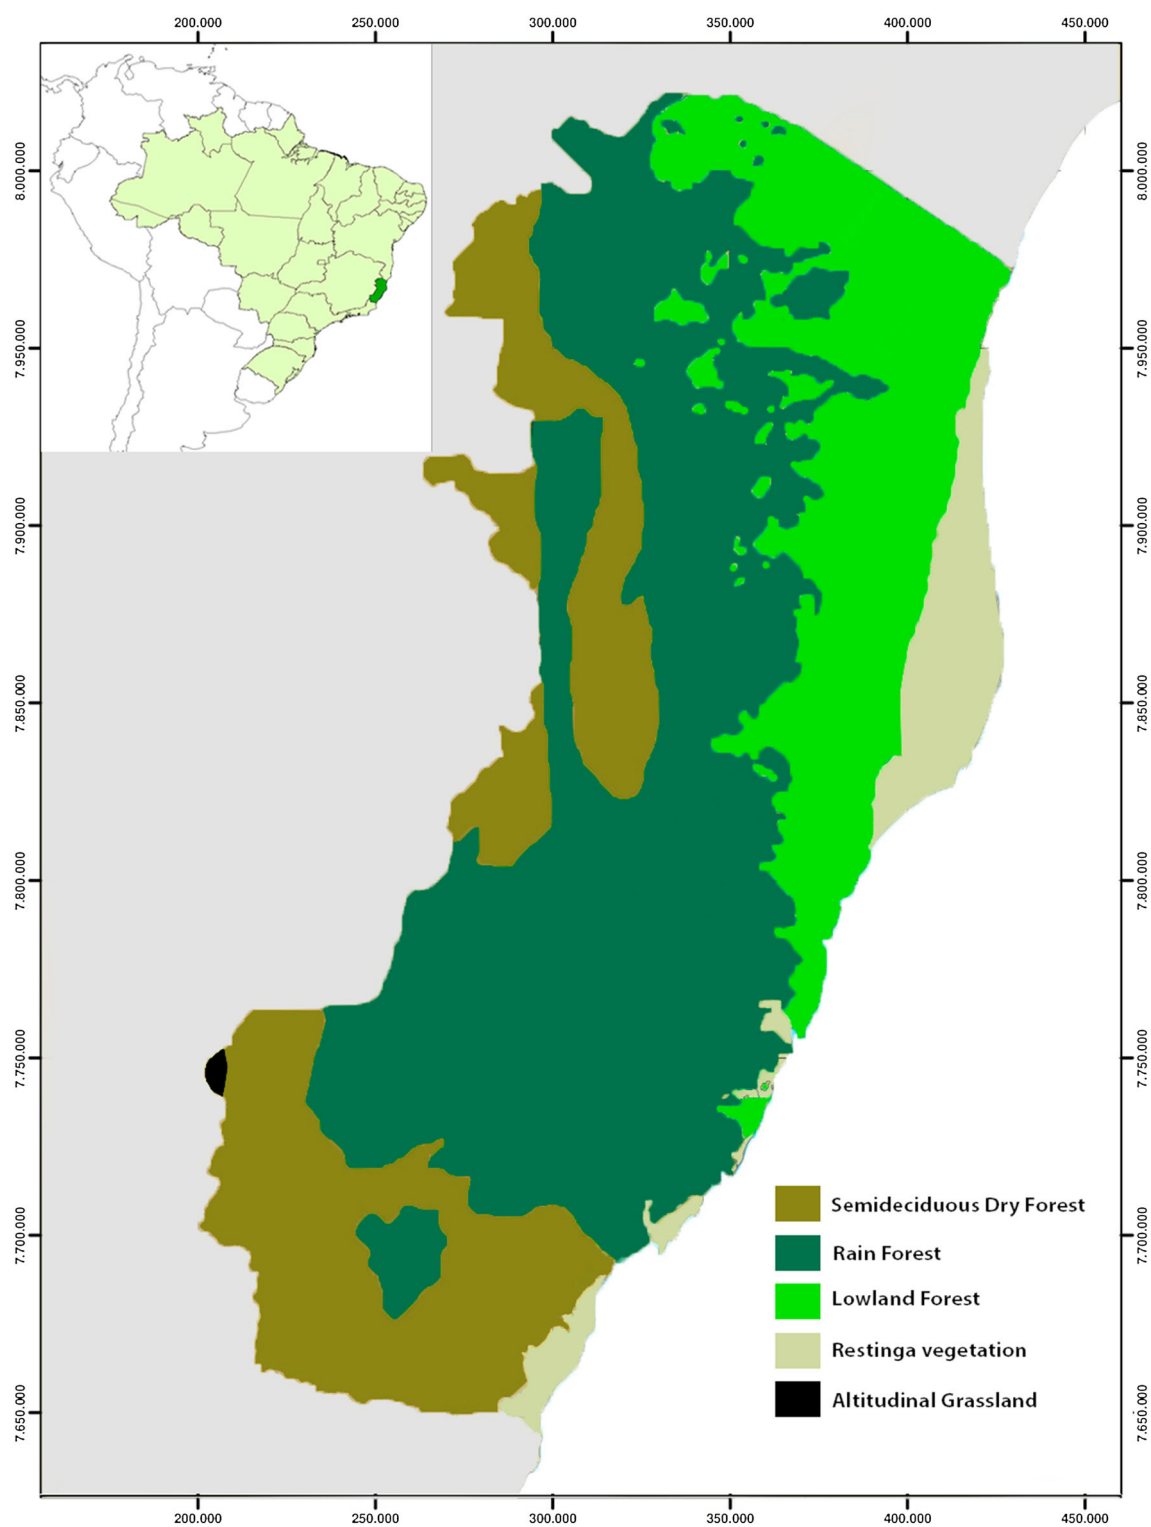 200.000 250.000 300.000 350.000 400.000 450.000
8.000.000 8.000.000
7.950.000 7.950.000
7.900.000 7.900.000
7.850.000 7.850.000
7.800.000 7.800.000
7.750.000 7.750.000
7.700.000 7.700.000
7.650.000 7.650.000
Semideciduous Dry Forest
Rain Forest
Lowland Forest
Restinga vegetation
Altitudinal Grassland
200.000 250.000 300.000 350.000 400.000 450.000